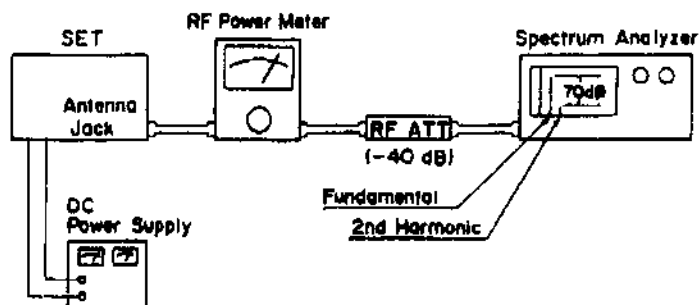 RF Power Meter
SET
Spectrum Analyzer
70dB
Antenna
Jack
RF ATT
(-40 dB)
Fundamental
2nd Harmonic
DC
Power Supply